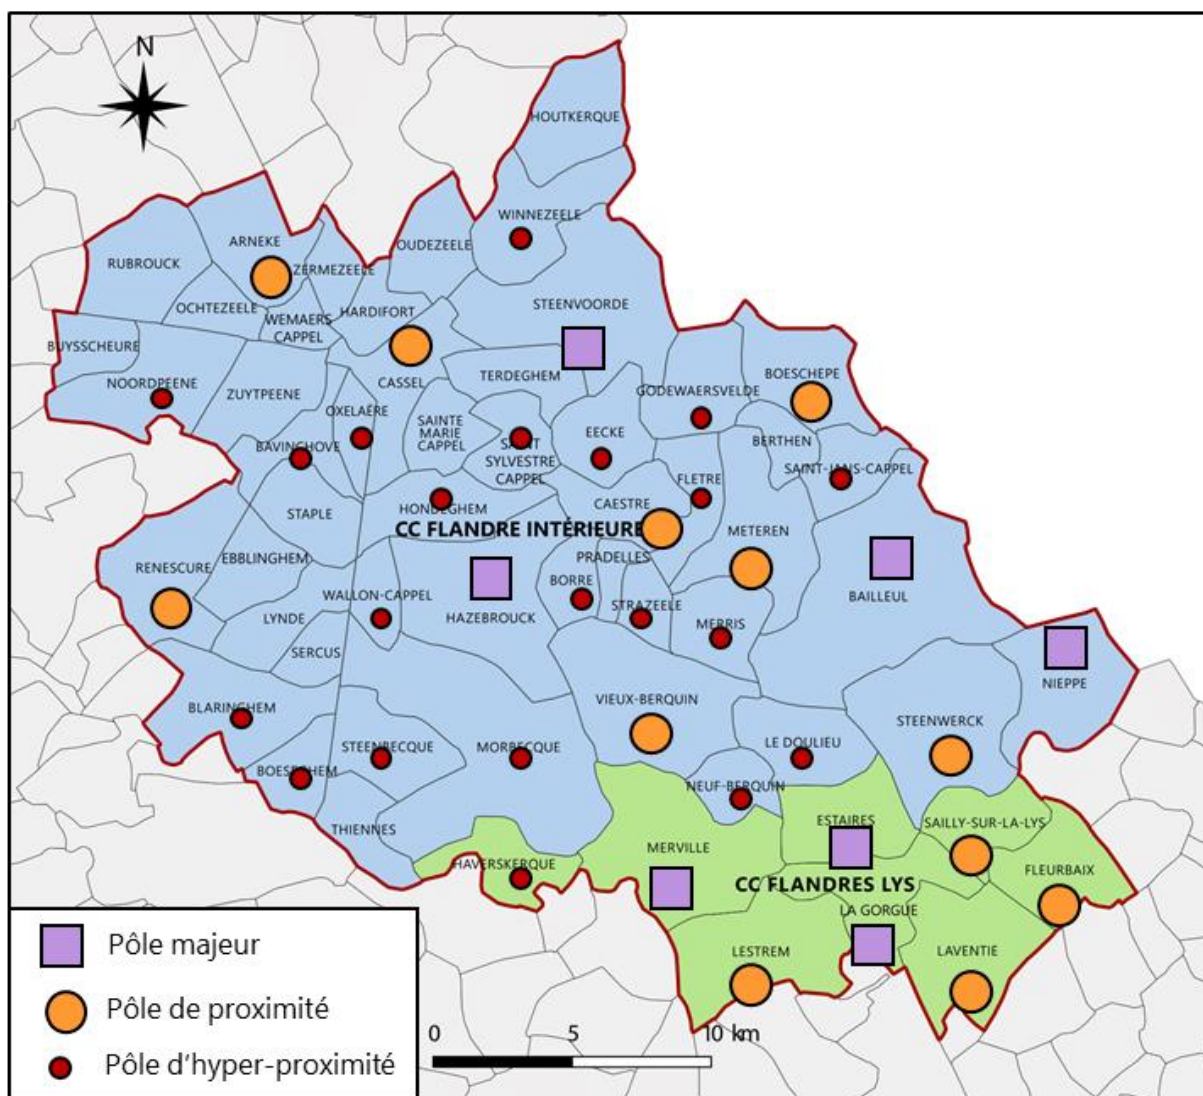 N
HOUTKERQUE
WINNEZEELE
ARNEKE
OUDEZEELE
RUBROUCK
ZERMEZEELE
STEENVOORDE
OCHTEZEELE
HARDIFORT
WEMAERS
CAPPEL
BUYSSCHEURE
TERDEGHEM
BOESCHEPE
NOORDPEENE
CASSEL
ZUYTPEENE
GODEWAERSVELDE
OXELAËRE
SAINTE
MARIE
CAPPEL
EECKE
BERTHEN
BAVINCHOVE
SAINT
SYLVESTRE
CAPPEL
SAINT-JANS-CAPPEL
FLETRE
CAESTRE
HONDEGHEM
STAPLE
CC FLANDRE INTÉRIEURE
METEREN
EBBLINGHEM
PRADELLES
RENESCURE
BORRE
WALLON-CAPPEL
BAILLEUL
STRAZEELE
LYNDE
HAZEBROUCK
MERRIS
SERCUS
NIEPPE
VIEUX-BERQUIN
BLARINGHEM
STEENWERCK
LE DOULIEU
STEENBECQUE
MORBECQUE
BOESEGHEM
NEUF-BERQUIN
THIENNES
ESTAIRES
SAILLY-SUR-LA-LYS
MERVILLE
HAVERSKERQUE
FLEURBAIX
CC FLANDRES LYS
LA GORGUE
LESTREM
LAVENTIE
Pôle majeur
Pôle de proximité
Pôle d'hyper-proximité
0 5 10 km